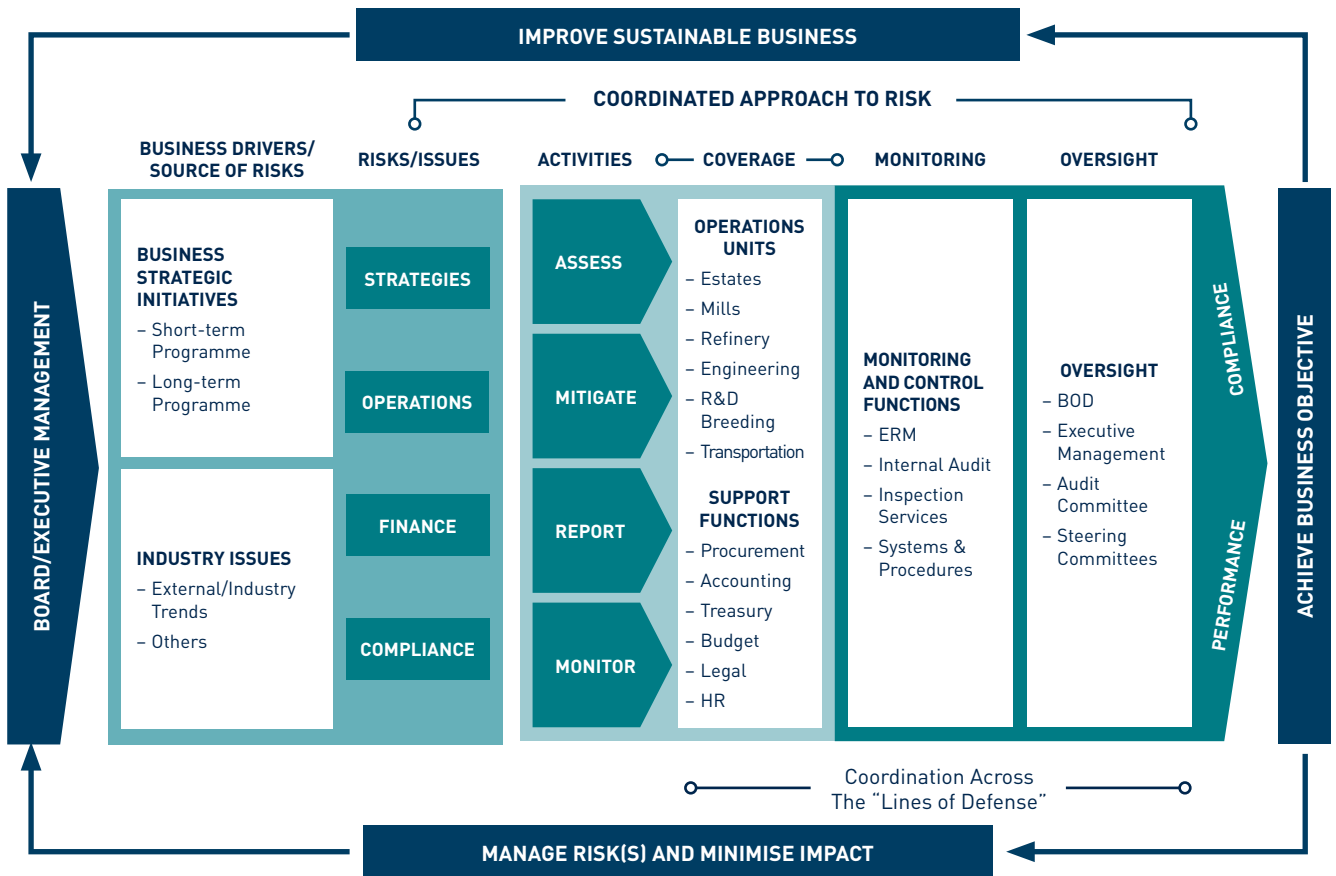 IMPROVE SUSTAINABLE BUSINESS
COORDINATED APPROACH TO RISK
BUSINESS DRIVERS/
SOURCE OF RISKS
RISKS/ISSUES
ACTIVITIES
COVERAGE
MONITORING
OVERSIGHT
BOARD/EXECUTIVE MANAGEMENT
BUSINESS
STRATEGIC
INITIATIVES
– Short-term
Programme
– Long-term
Programme
INDUSTRY ISSUES
– External/Industry
Trends
– Others
STRATEGIES
OPERATIONS
FINANCE
COMPLIANCE
ASSESS
MITIGATE
REPORT
MONITOR
OPERATIONS
UNITS
– Estates
– Mills
– Refinery
– Engineering
– R&D
Breeding
– Transportation
SUPPORT
FUNCTIONS
– Procurement
– Accounting
– Treasury
– Budget
– Legal
– HR
MONITORING
AND CONTROL
FUNCTIONS
– ERM
– Internal Audit
– Inspection
Services
– Systems &
Procedures
OVERSIGHT
– BOD
– Executive
Management
– Audit
Committee
– Steering
Committees
COMPLIANCE
PERFORMANCE
ACHIEVE BUSINESS OBJECTIVE
Coordination Across
The “Lines of Defense”
MANAGE RISK(S) AND MINIMISE IMPACT